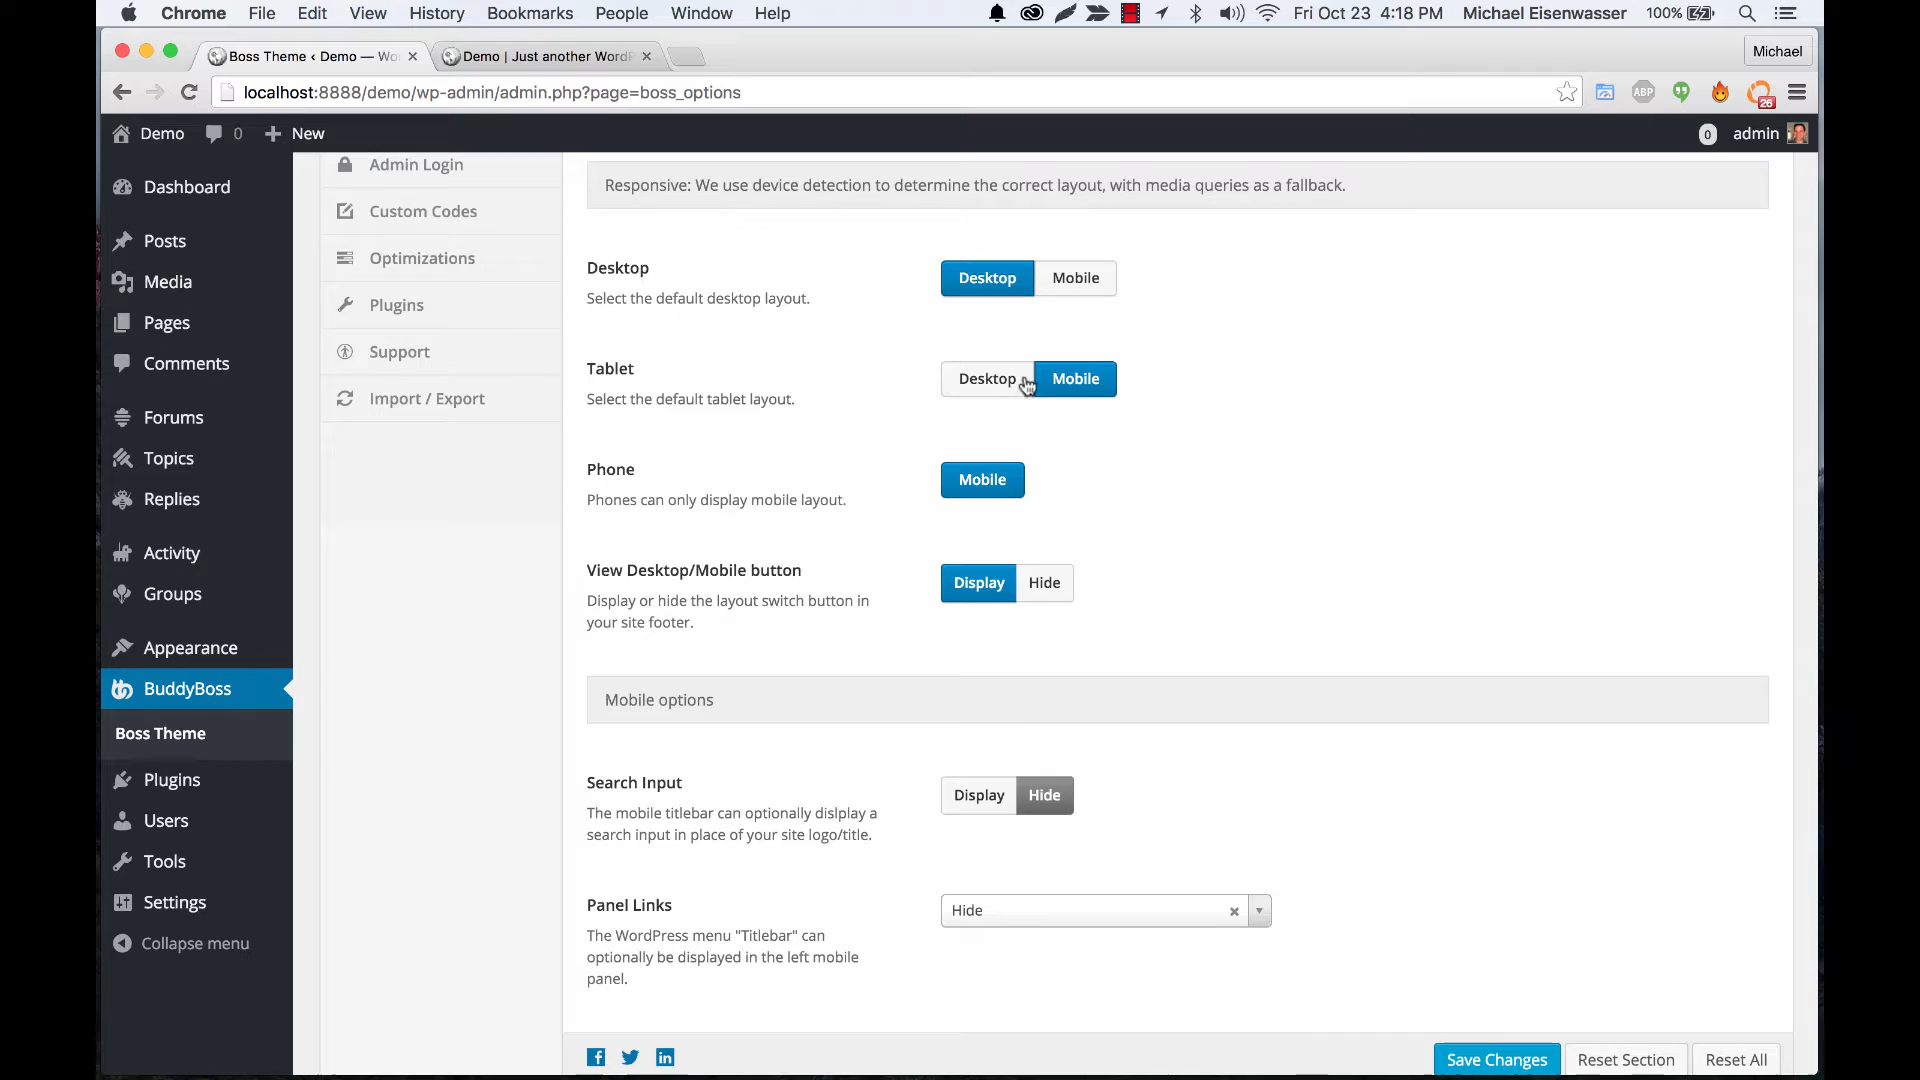 Chrome File Edit View History Bookmarks People Window Help Fri Oct 23 4:18 PM Michael Eisenwasser 100%
Boss Theme ‹ Demo — Wo Demo | Just another WordP Michael
localhost:8888/demo/wp-admin/admin.php?page=boss_options ABP 26
Demo 0 New 0 admin
Dashboard
Posts
Media
Pages
Comments
Forums
Topics
Replies
Activity
Groups
Appearance
BuddyBoss
Boss Theme
Plugins
Users
Tools
Settings
Collapse menu
Admin Login
Custom Codes
Optimizations
Plugins
Support
Import / Export
Responsive: We use device detection to determine the correct layout, with media queries as a fallback.
Desktop
Select the default desktop layout.
Desktop Mobile
Tablet
Select the default tablet layout.
Desktop Mobile
Phone
Phones can only display mobile layout.
Mobile
View Desktop/Mobile button
Display or hide the layout switch button in
your site footer.
Display Hide
Mobile options
Search Input
The mobile titlebar can optionally dislplay a
search input in place of your site logo/title.
Display Hide
Panel Links
The WordPress menu "Titlebar" can
optionally be displayed in the left mobile
panel.
Hide
Save Changes Reset Section Reset All